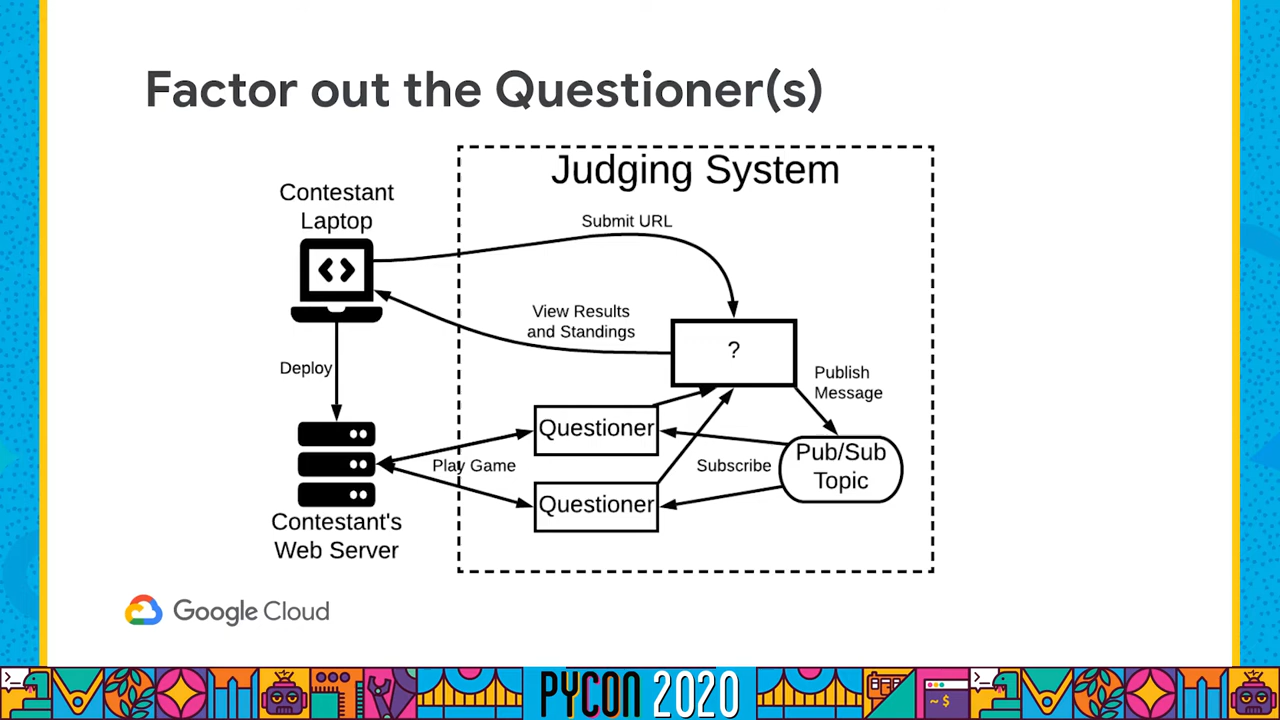 Factor out the Questioner(s)
Judging System
Contestant
Laptop
Submit URL
View Results
and Standings
?
Deploy
Publish
Message
Questioner
Play Game
Subscribe
Pub/Sub
Topic
Questioner
Contestant's
Web Server
Google Cloud
PYCON 2020
~$